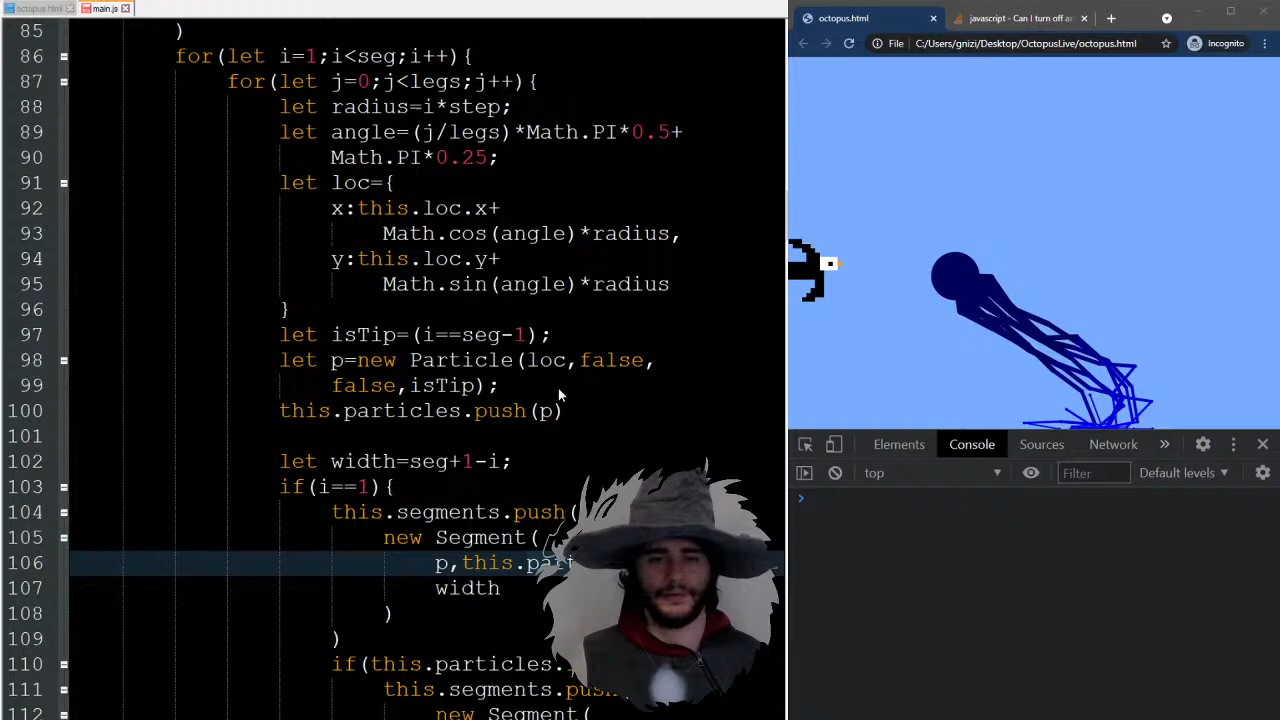 octopus.html
main.js
85 )
86 for(let i=1;i<seg;i++){
87 for(let j=0;j<legs;j++){
88 let radius=i*step;
89 let angle=(j/legs)*Math.PI*0.5+
90 Math.PI*0.25;
91 let loc={
92 x:this.loc.x+
93 Math.cos(angle)*radius,
94 y:this.loc.y+
95 Math.sin(angle)*radius
96 }
97 let isTip=(i==seg-1);
98 let p=new Particle(loc,false,
99 false,isTip);
100 this.particles.push(p)
101
102 let width=seg+1-i;
103 if(i==1){
104 this.segments.push(
105 new Segment(
106 p,this.
107 width
108 )
109 )
110 if(this.particles.
111 this.segments.
112 new Segment(
octopus.html
javascript - Can I turn off ar
File
C:/Users/gnizi/Desktop/OctopusLive/octopus.html
Incognito
Elements Console Sources Network
top Filter Default levels